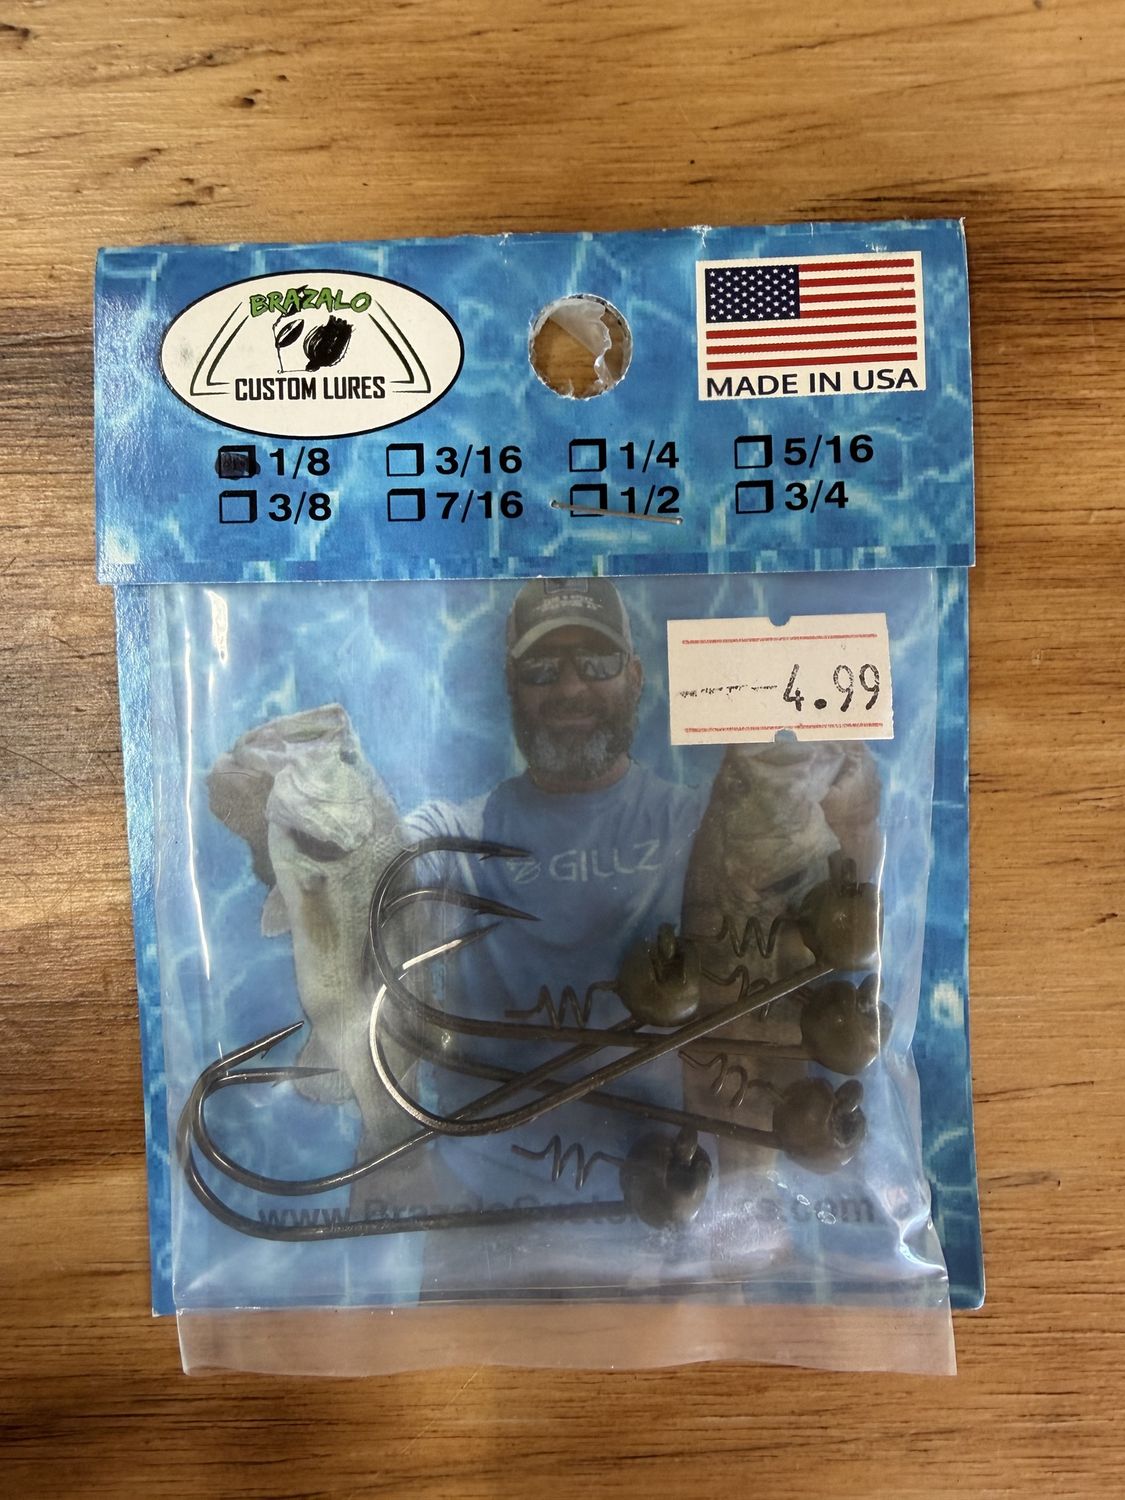 BRAZALO
CUSTOM LURES
MADE IN USA
1/8 3/16 1/4 5/16
3/8 7/16 1/2 3/4
4.99
GILLZ